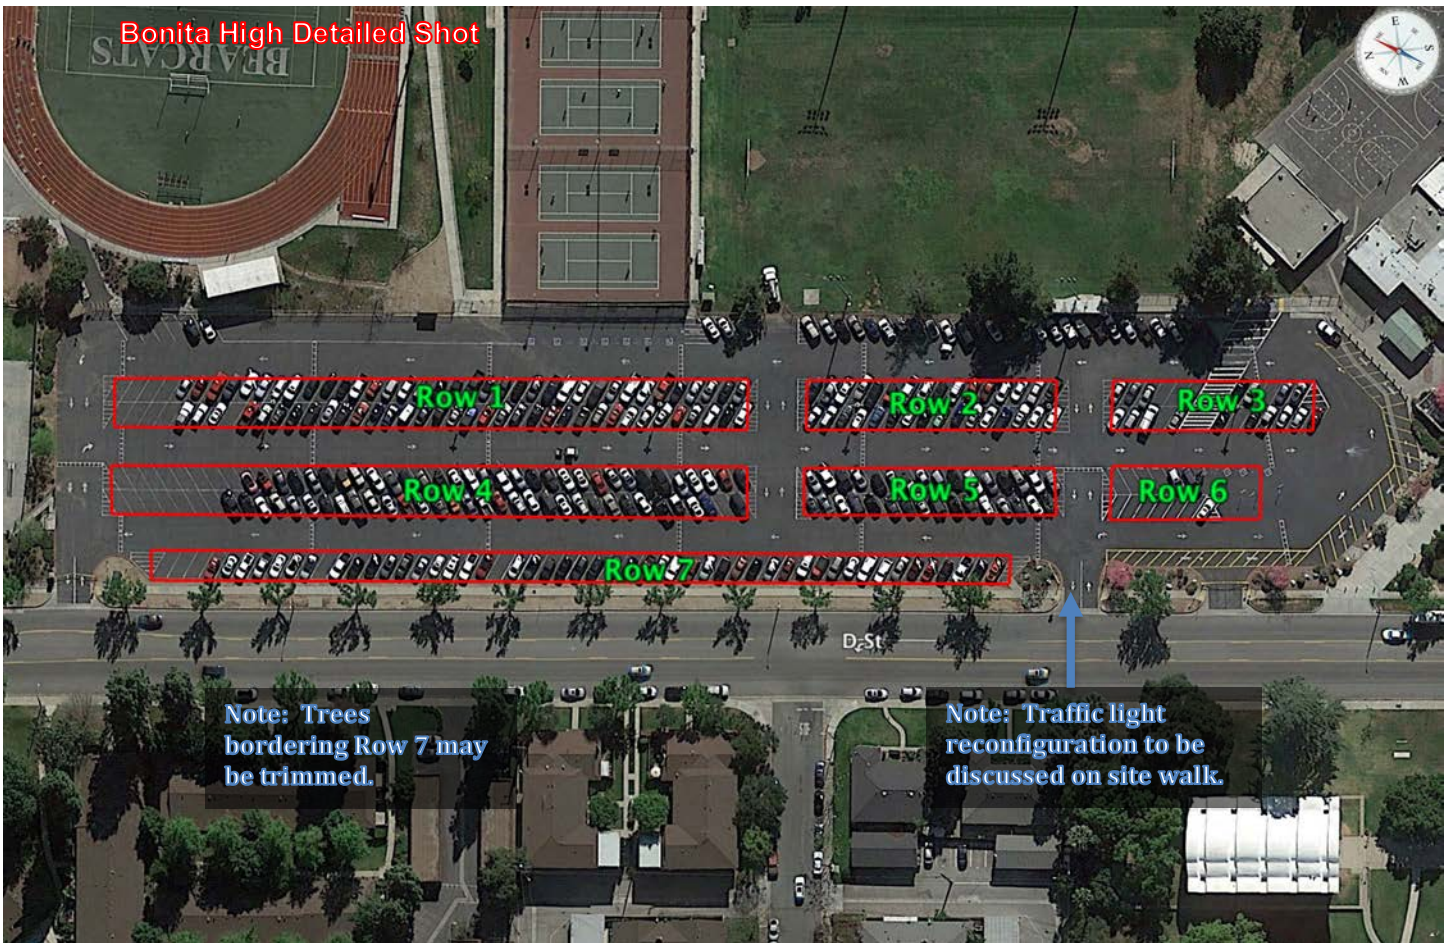 Bonita High Detailed Shot
BEARCATS
E
S
N
W
Row 1
Row 2
Row 3
Row 4
Row 5
Row 6
Row 7
D St
Note: Trees
bordering Row 7 may
be trimmed.
Note: Traffic light
reconfiguration to be
discussed on site walk.